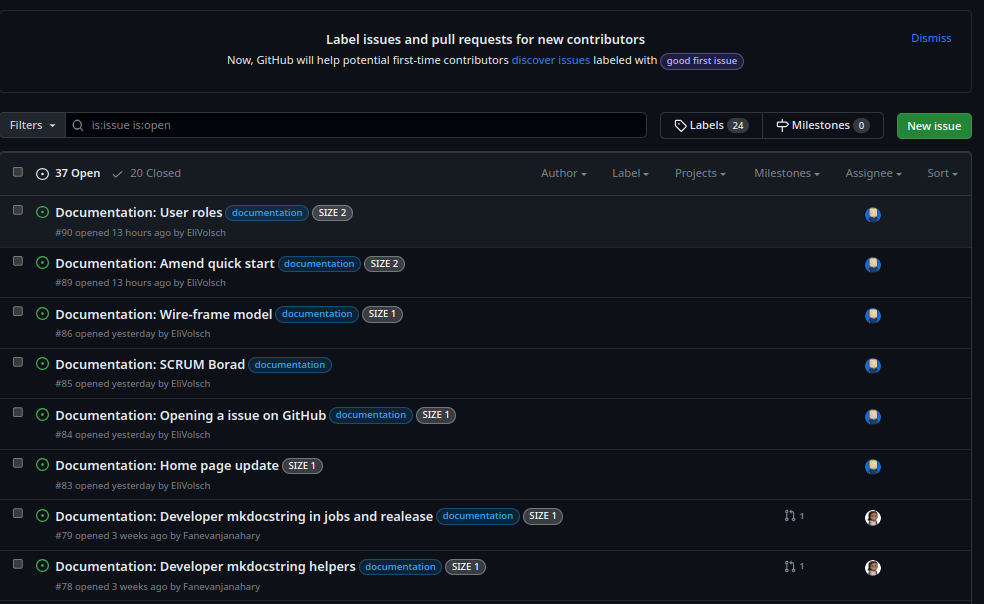 Label issues and pull requests for new contributors
Dismiss
Now, GitHub will help potential first-time contributors discover issues labeled with good first issue
Filters
is:issue is:open
Labels 24
Milestones 0
New issue
37 Open
20 Closed
Author
Label
Projects
Milestones
Assignee
Sort
Documentation: User roles documentation SIZE 2
#90 opened 13 hours ago by EliVolsch
Documentation: Amend quick start documentation SIZE 2
#89 opened 13 hours ago by EliVolsch
Documentation: Wire-frame model documentation SIZE 1
#86 opened yesterday by EliVolsch
Documentation: SCRUM Borad documentation
#85 opened yesterday by EliVolsch
Documentation: Opening a issue on GitHub documentation SIZE 1
#84 opened yesterday by EliVolsch
Documentation: Home page update SIZE 1
#83 opened yesterday by EliVolsch
Documentation: Developer mkdocstring in jobs and realease documentation SIZE 1
1
#79 opened 3 weeks ago by Fanevanjanahary
Documentation: Developer mkdocstring helpers documentation SIZE 1
1
#78 opened 3 weeks ago by Fanevanjanahary